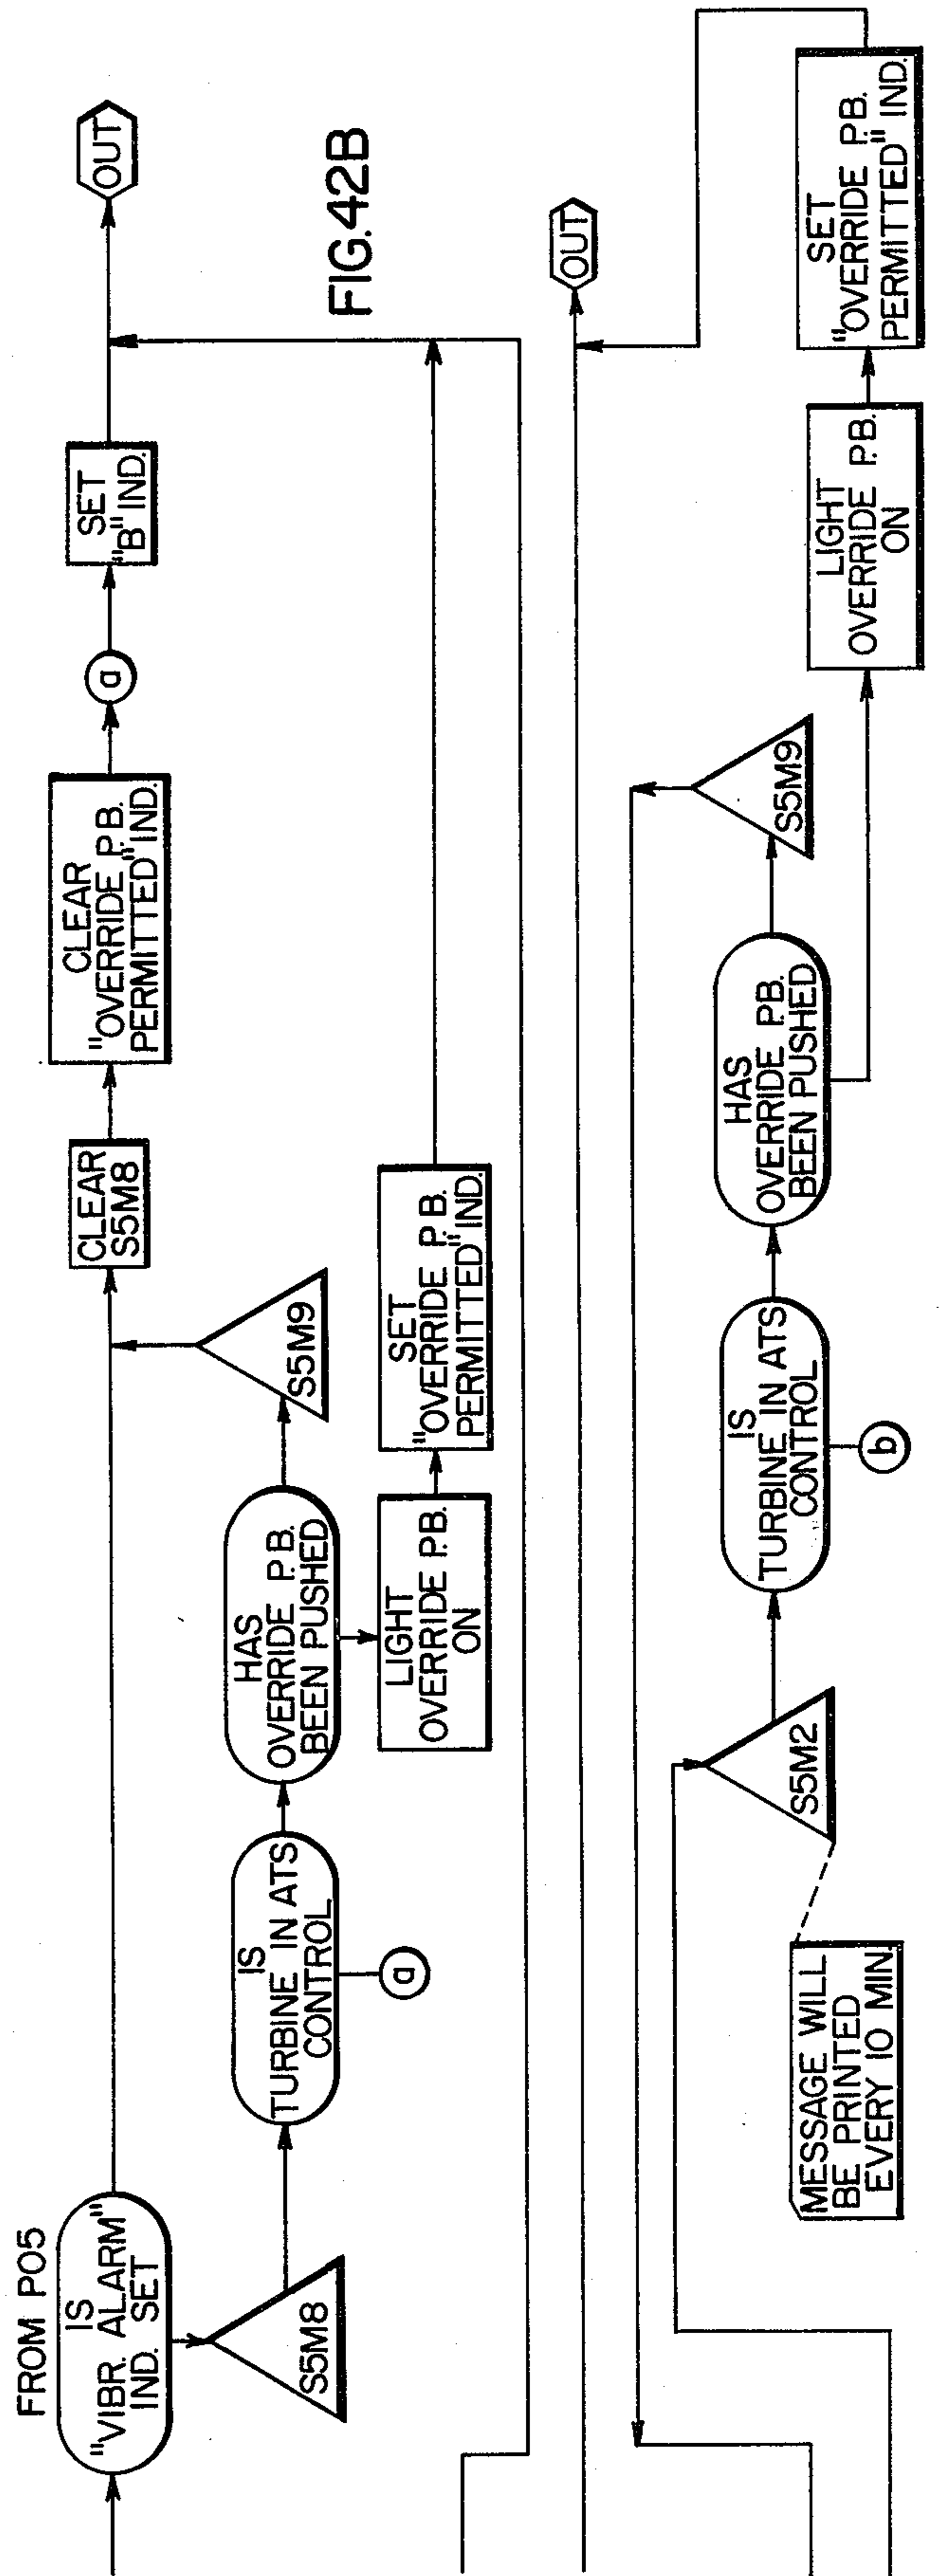 FROM P05
IS
"VIBR. ALARM"
IND. SET
CLEAR
S5M8
CLEAR
"OVERRIDE P.B.
PERMITTED" IND.
a
SET
"B" IND.
OUT
S5M8
IS
TURBINE IN ATS
CONTROL
a
HAS
OVERRIDE P.B.
BEEN PUSHED
S5M9
LIGHT
OVERRIDE P.B.
ON
SET
"OVERRIDE P.B.
PERMITTED" IND.
FIG.42B
OUT
MESSAGE WILL
BE PRINTED
EVERY 10 MIN.
S5M2
IS
TURBINE IN ATS
CONTROL
b
HAS
OVERRIDE P.B.
BEEN PUSHED
S5M9
LIGHT
OVERRIDE P.B.
ON
SET
"OVERRIDE P.B.
PERMITTED" IND.